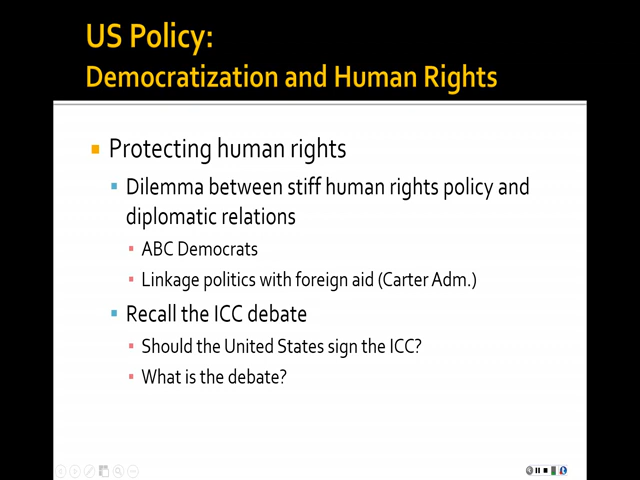 US Policy:
Democratization and Human Rights
Protecting human rights
Dilemma between stiff human rights policy and
diplomatic relations
ABC Democrats
Linkage politics with foreign aid (Carter Adm.)
Recall the ICC debate
Should the United States sign the ICC?
What is the debate?